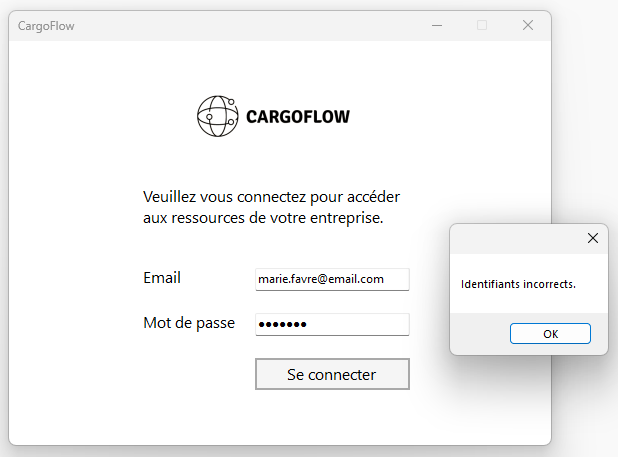 CargoFlow
CARGOFLOW
Veuillez vous connectez pour accéder
aux ressources de votre entreprise.
Email
marie.favre@email.com
Mot de passe
•••••••
Se connecter
Identifiants incorrects.
OK